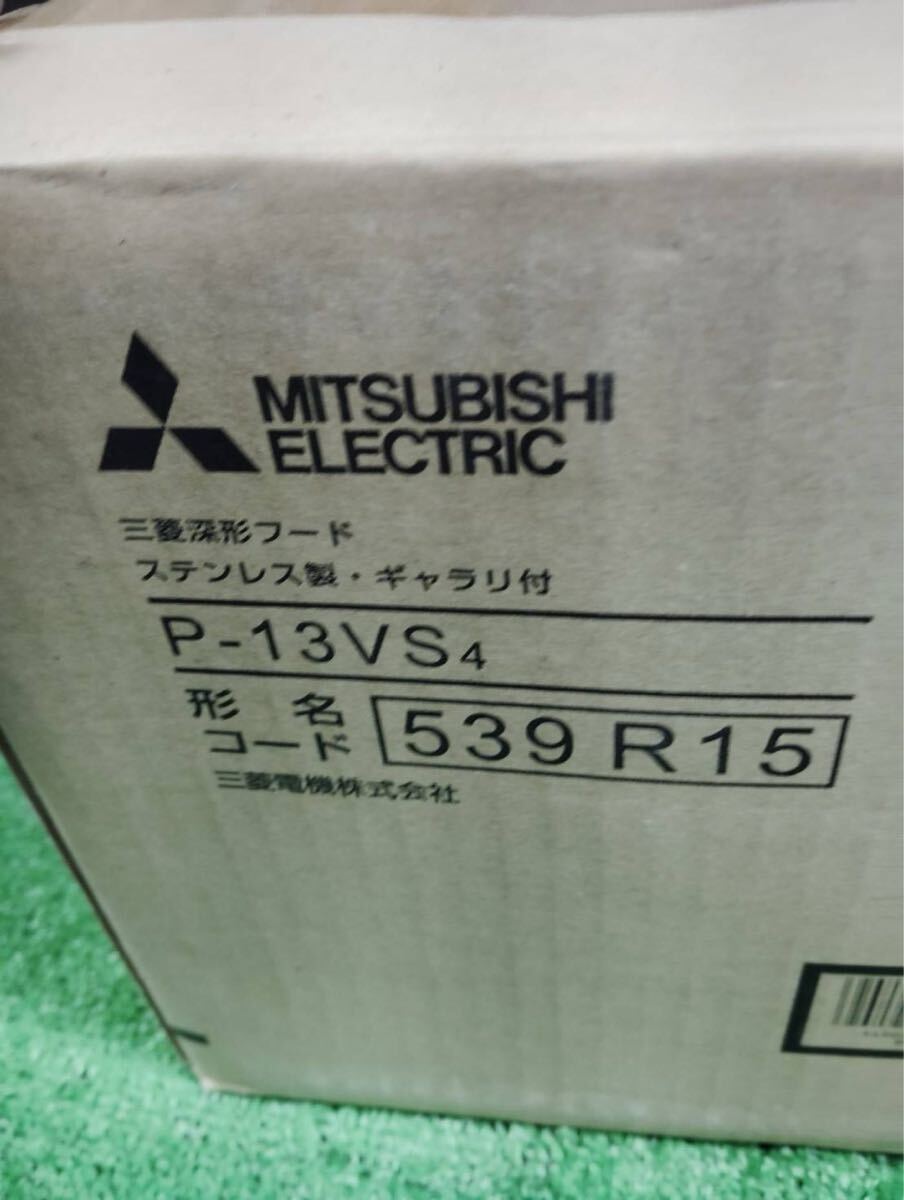 MITSUBISHI
ELECTRIC
三菱深形フード
ステンレス製・ギャラリ付
P-13VS4
形名
コード 539 R15
三菱電機株式会社